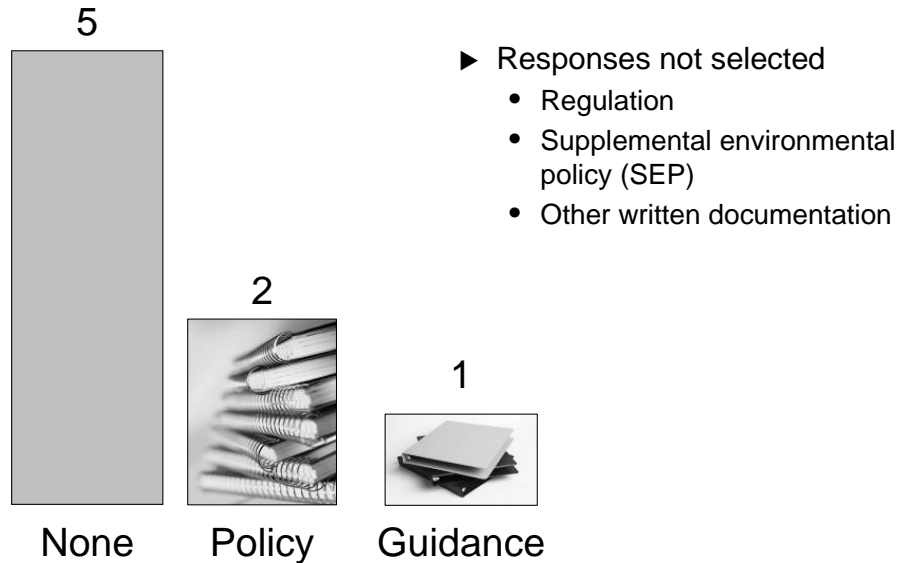 5
► Responses not selected
• Regulation
• Supplemental environmental
policy (SEP)
• Other written documentation
2
1
None Policy Guidance